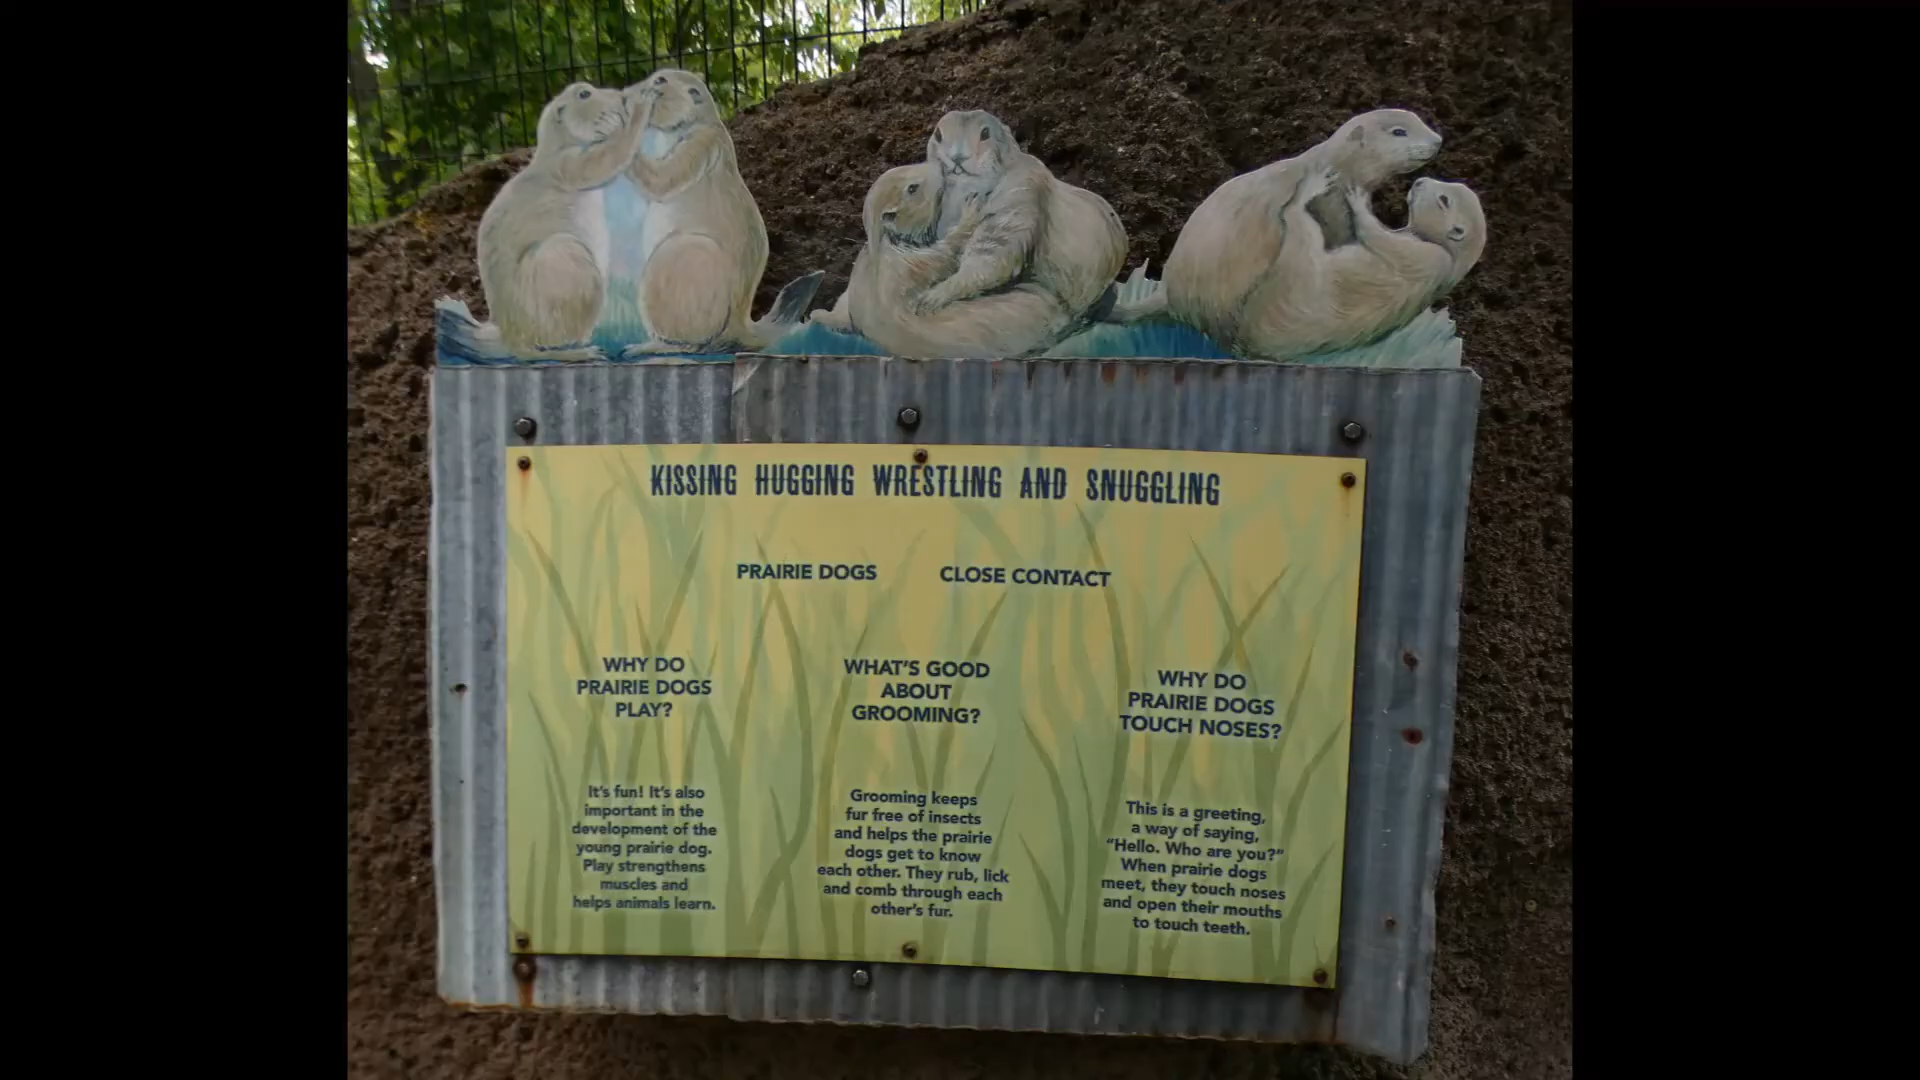 KISSING HUGGING WRESTLING AND SNUGGLING
PRAIRIE DOGS CLOSE CONTACT
WHY DO
PRAIRIE DOGS
PLAY?
It's fun! It's also
important in the
development of the
young prairie dog.
Play strengthens
muscles and
helps animals learn.
WHAT'S GOOD
ABOUT
GROOMING?
Grooming keeps
fur free of insects
and helps the prairie
dogs get to know
each other. They rub, lick
and comb through each
other's fur.
WHY DO
PRAIRIE DOGS
TOUCH NOSES?
This is a greeting,
a way of saying,
“Hello. Who are you?”
When prairie dogs
meet, they touch noses
and open their mouths
to touch teeth.